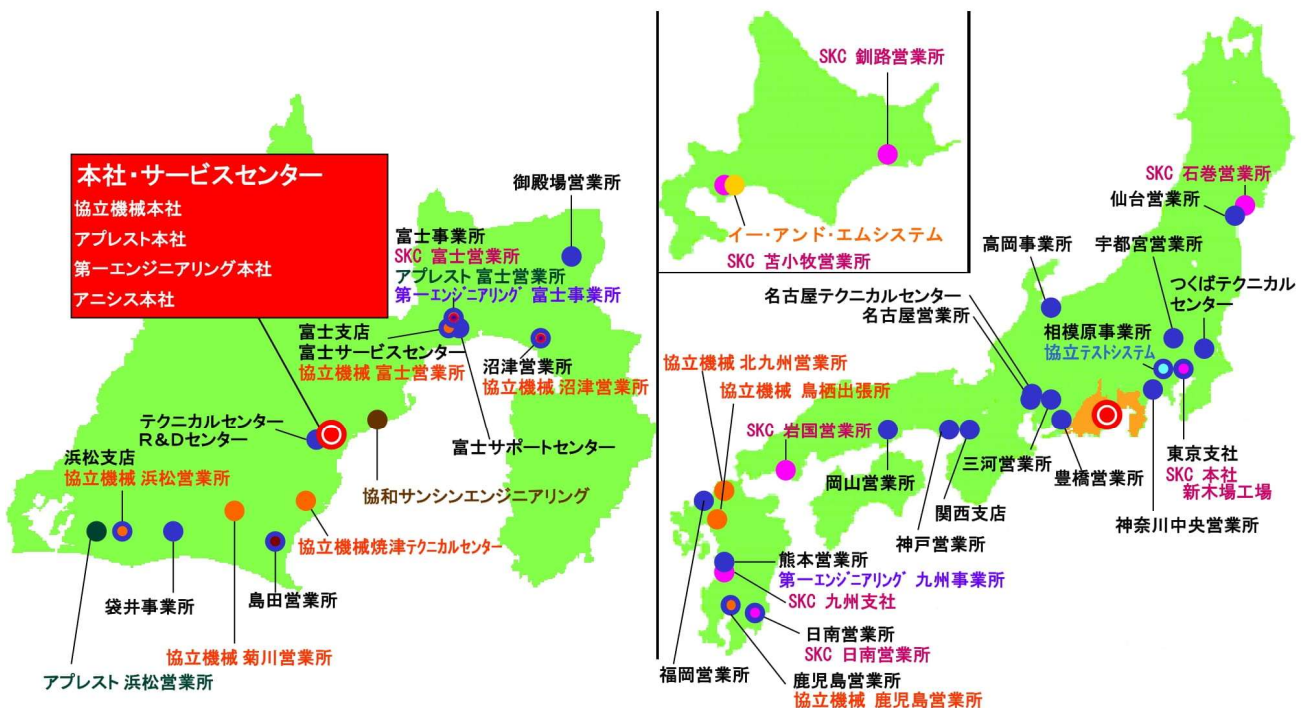 本社・サービスセンター
協立機械本社
アプレスト本社
第一エンジニアリング本社
アニシス本社
御殿場営業所
富士事業所
SKC 富士営業所
アプレスト 富士営業所
第一エンジニアリング 富士事業所
富士支店
富士サービスセンター
協立機械 富士営業所
沼津営業所
協立機械 沼津営業所
テクニカルセンター
R&Dセンター
富士サポートセンター
浜松支店
協立機械 浜松営業所
協和サンシンエンジニアリング
協立機械焼津テクニカルセンター
袋井事業所
島田営業所
協立機械 菊川営業所
アプレスト 浜松営業所
SKC 釧路営業所
イー・アンド・エムシステム
SKC 苫小牧営業所
SKC 石巻営業所
仙台営業所
高岡事業所
宇都宮営業所
つくばテクニカル
センター
名古屋テクニカルセンター
名古屋営業所
相模原事業所
協立テストシステム
協立機械 北九州営業所
協立機械 鳥栖出張所
SKC 岩国営業所
岡山営業所
三河営業所
豊橋営業所
東京支社
SKC 本社
新木場工場
関西支店
神奈川中央営業所
神戸営業所
熊本営業所
第一エンジニアリング 九州事業所
SKC 九州支社
日南営業所
SKC 日南営業所
福岡営業所
鹿児島営業所
協立機械 鹿児島営業所